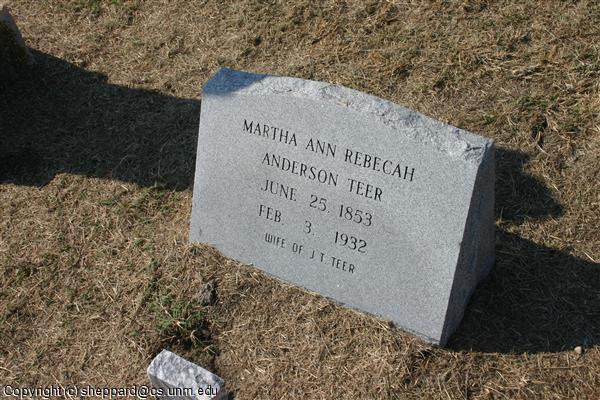 MARTHA ANN REBECAH
ANDERSON TEER
JUNE 25, 1853
FEB. 3, 1932
WIFE OF J.T. TEER
Copyright (c) sheppard@cs.unm.edu